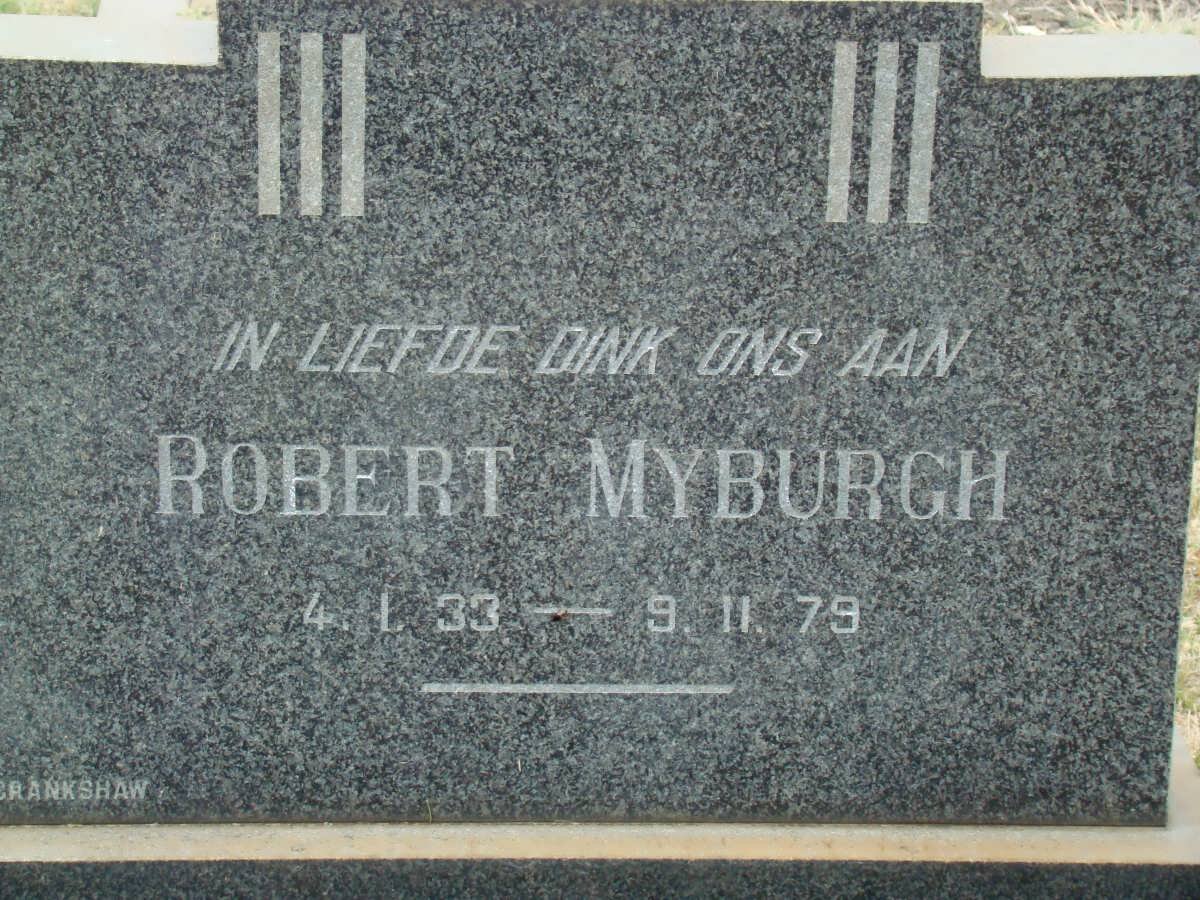 IN LIEFDE DINK ONS AAN
ROBERT MYBURGH
4. 1. 33 — 9. 11. 79
CRANKSHAW